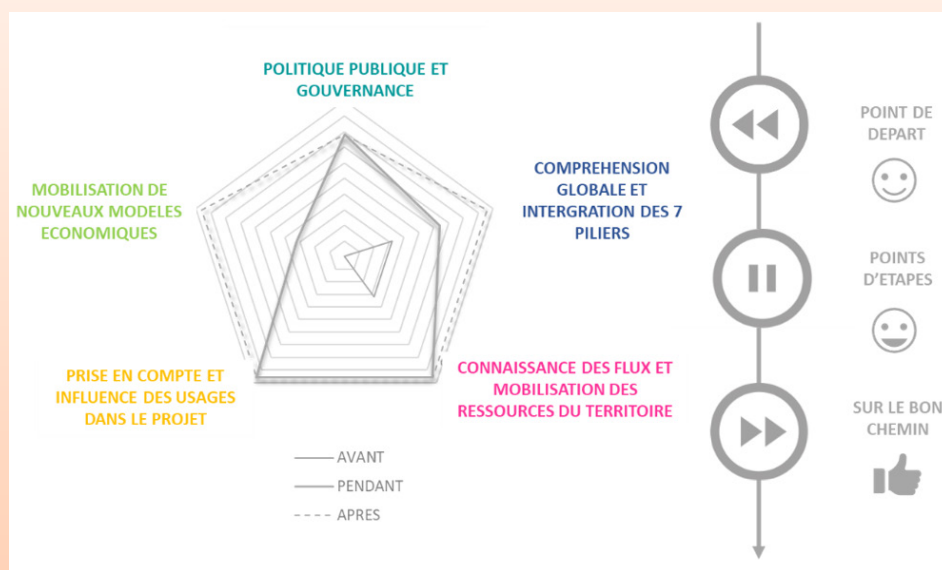 POLITIQUE PUBLIQUE ET
GOUVERNANCE
MOBILISATION DE
NOUVEAUX MODELES
ECONOMIQUES
COMPREHENSION
GLOBALE ET
INTERGRATION DES 7
PILIERS
PRISE EN COMPTE ET
INFLUENCE DES USAGES
DANS LE PROJET
CONNAISSANCE DES FLUX ET
MOBILISATION DES
RESSOURCES DU TERRITOIRE
AVANT
PENDANT
APRES
POINT DE
DEPART
POINTS
D'ETAPES
SUR LE BON
CHEMIN